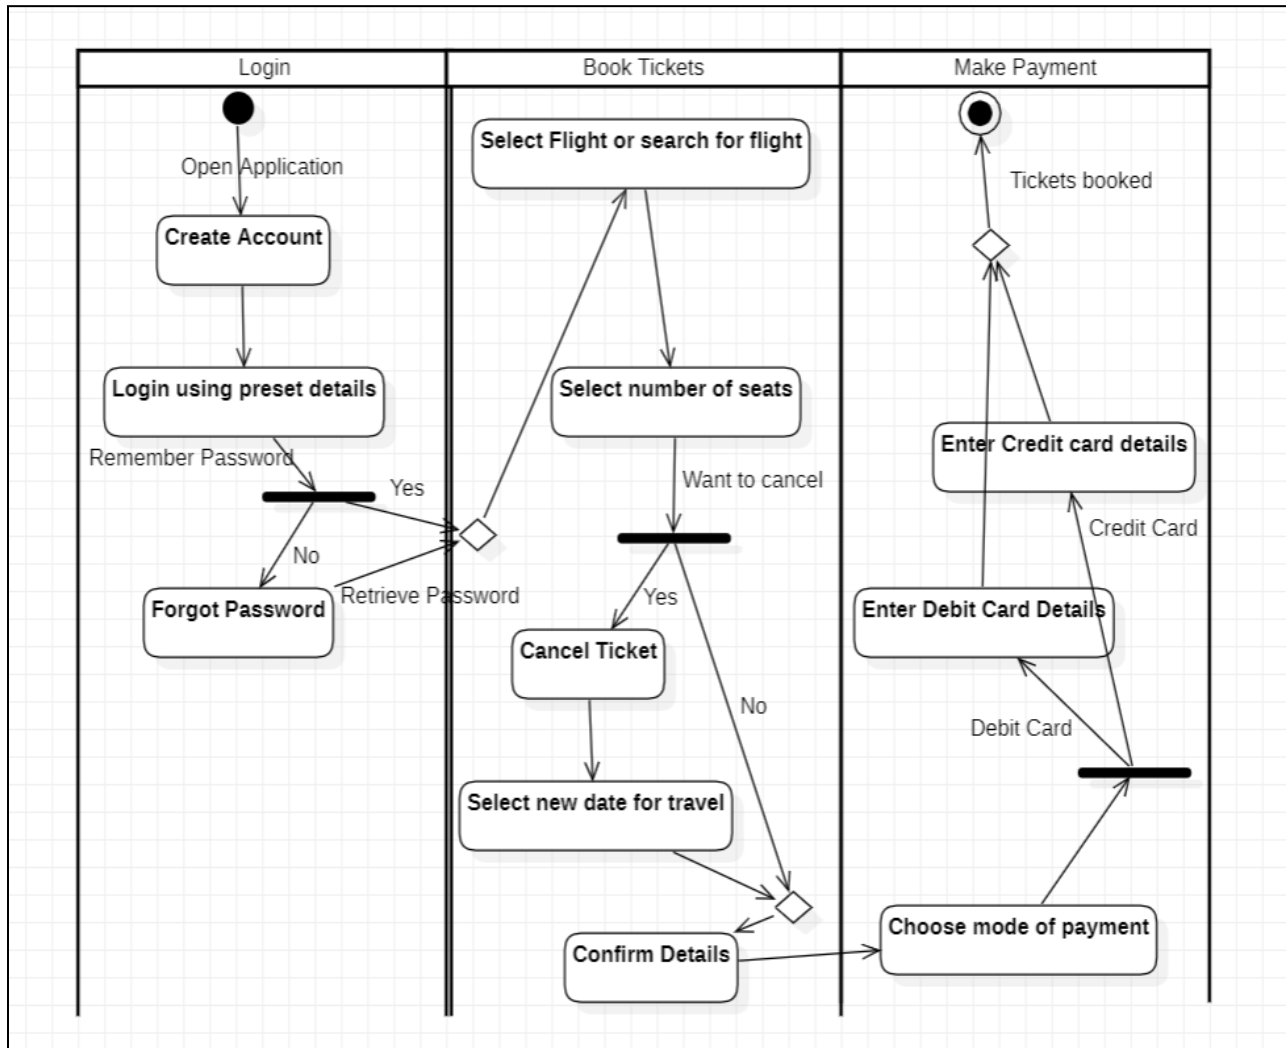 Login
Book Tickets
Make Payment
Open Application
Create Account
Login using preset details
Remember Password
Yes
No
Forgot Password
Retrieve Password
Select Flight or search for flight
Select number of seats
Want to cancel
Yes
No
Cancel Ticket
Select new date for travel
Confirm Details
Tickets booked
Enter Credit card details
Credit Card
Enter Debit Card Details
Debit Card
Choose mode of payment